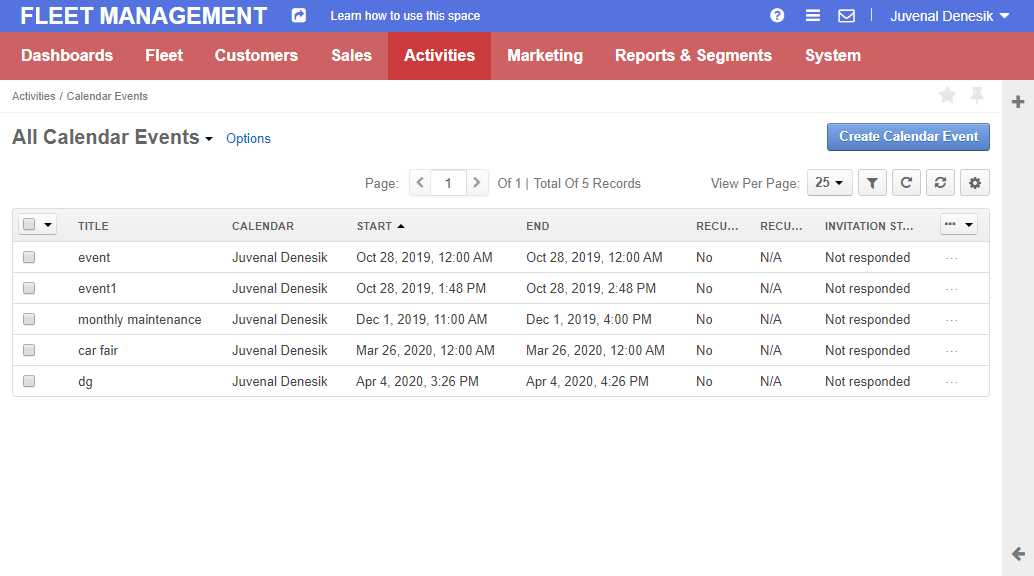 FLEET MANAGEMENT Learn how to use this space Juvenal Denesik
Dashboards Fleet Customers Sales Activities Marketing Reports & Segments System
Activities / Calendar Events
All Calendar Events Options Create Calendar Event
Page: 1 Of 1 | Total Of 5 Records View Per Page: 25
TITLE CALENDAR START END RECU... RECU... INVITATION ST...
event Juvenal Denesik Oct 28, 2019, 12:00 AM Oct 28, 2019, 12:00 AM No N/A Not responded ...
event1 Juvenal Denesik Oct 28, 2019, 1:48 PM Oct 28, 2019, 2:48 PM No N/A Not responded ...
monthly maintenance Juvenal Denesik Dec 1, 2019, 11:00 AM Dec 1, 2019, 4:00 PM No N/A Not responded ...
car fair Juvenal Denesik Mar 26, 2020, 12:00 AM Mar 26, 2020, 12:00 AM No N/A Not responded ...
dg Juvenal Denesik Apr 4, 2020, 3:26 PM Apr 4, 2020, 4:26 PM No N/A Not responded ...